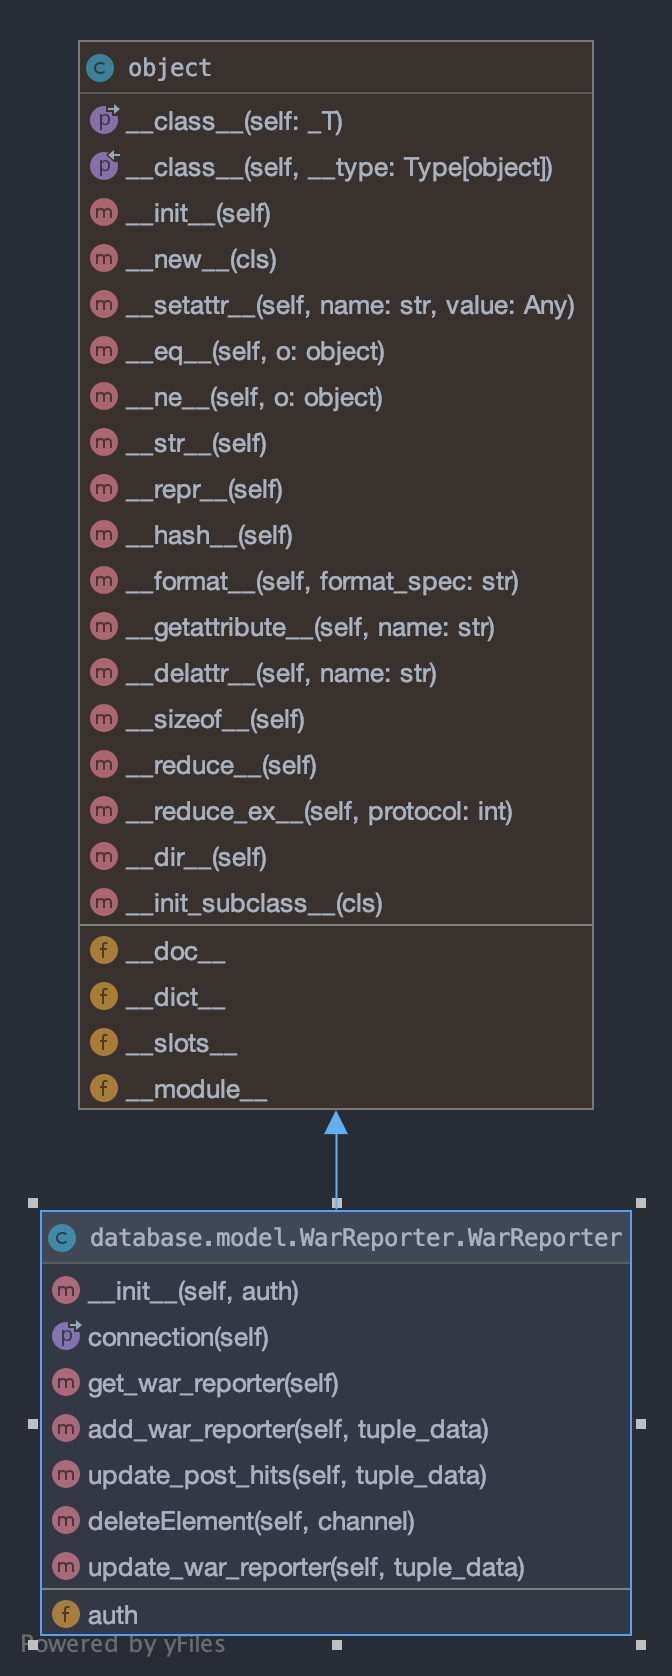 object
__class__(self: _T)
__class__(self, __type: Type[object])
__init__(self)
__new__(cls)
__setattr__(self, name: str, value: Any)
__eq__(self, o: object)
__ne__(self, o: object)
__str__(self)
__repr__(self)
__hash__(self)
__format__(self, format_spec: str)
__getattribute__(self, name: str)
__delattr__(self, name: str)
__sizeof__(self)
__reduce__(self)
__reduce_ex__(self, protocol: int)
__dir__(self)
__init_subclass__(cls)
__doc__
__dict__
__slots__
__module__
database.model.WarReporter.WarReporter
__init__(self, auth)
connection(self)
get_war_reporter(self)
add_war_reporter(self, tuple_data)
update_post_hits(self, tuple_data)
deleteElement(self, channel)
update_war_reporter(self, tuple_data)
auth
Powered by yFiles